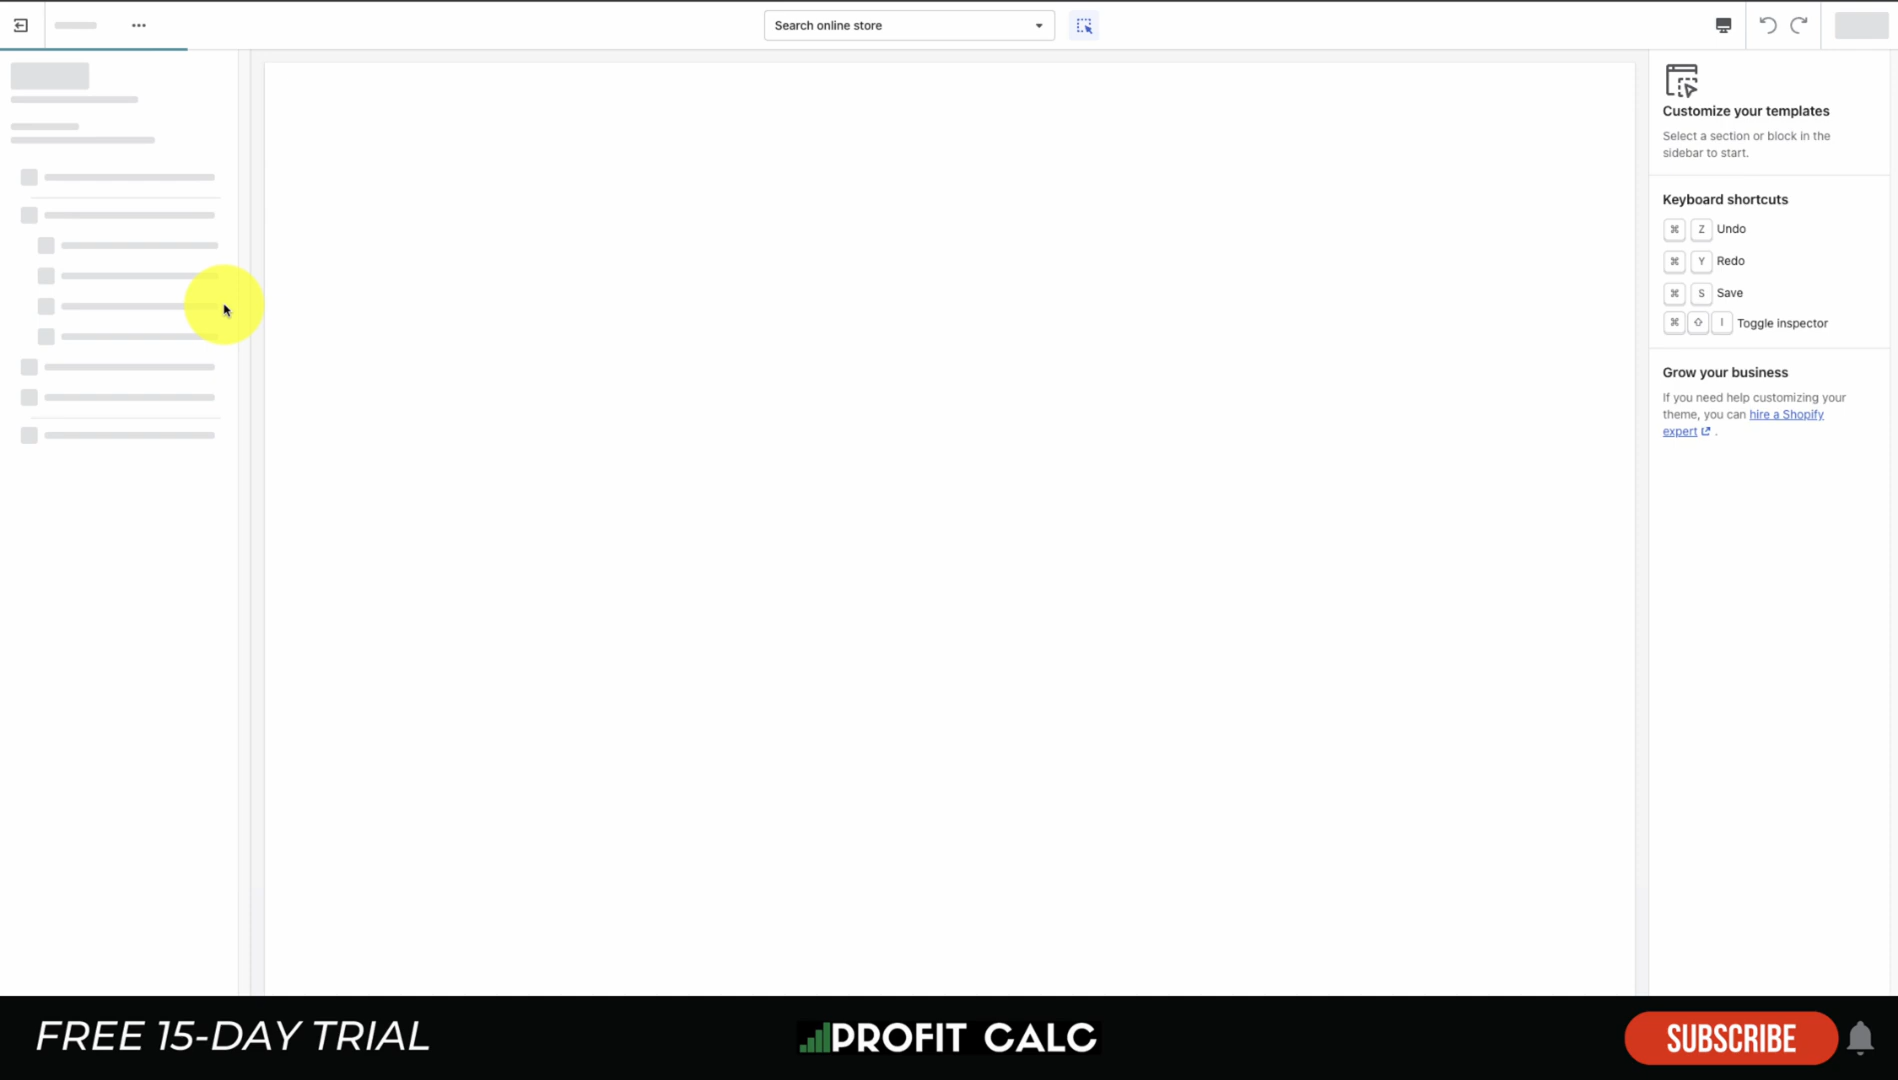 Search online store
Customize your templates
Select a section or block in the
sidebar to start.
Keyboard shortcuts
⌘ Z Undo
⌘ Y Redo
⌘ S Save
⌘ ⇧ I Toggle inspector
Grow your business
If you need help customizing your
theme, you can hire a Shopify
expert .
FREE 15-DAY TRIAL
PROFIT CALC
SUBSCRIBE